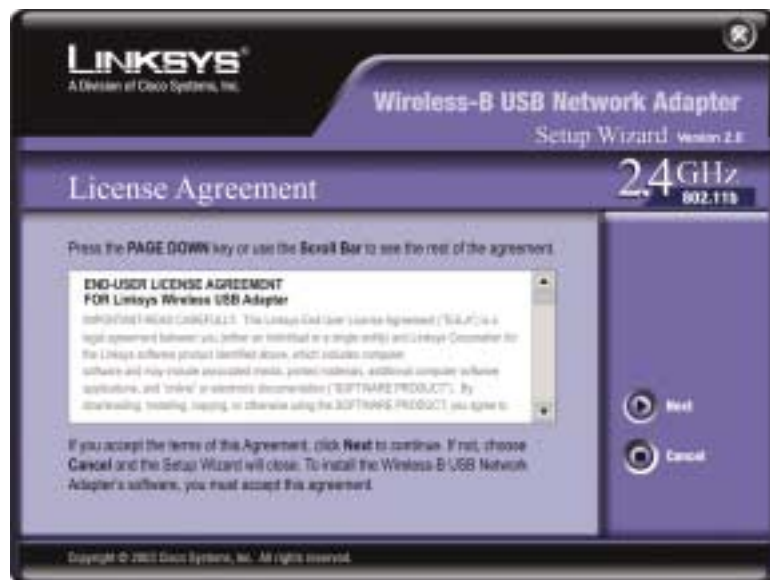 LINKSYS®
A Division of Cisco Systems, Inc.
Wireless-B USB Network Adapter
Setup Wizard Version 2.0
License Agreement
2.4 GHz
802.11b
Press the PAGE DOWN key or use the Scroll Bar to see the rest of the agreement.
END-USER LICENSE AGREEMENT
FOR Linksys Wireless USB Adapter
IMPORTANT-READ CAREFULLY: This Linksys End User License Agreement ("EULA") is a
legal agreement between you (either an individual or a single entity) and Linksys Corporation for
the Linksys software product identified above, which includes computer
software and may include associated media, printed materials, additional computer software
applications, and 'online' or electronic documentation ("SOFTWARE PRODUCT"). By
downloading, installing, copying, or otherwise using the SOFTWARE PRODUCT, you agree to
If you accept the terms of this Agreement, click Next to continue. If not, choose
Cancel and the Setup Wizard will close. To install the Wireless-B USB Network
Adapter's software, you must accept this agreement.
Next
Cancel
Copyright © 2003 Cisco Systems, Inc. All rights reserved.